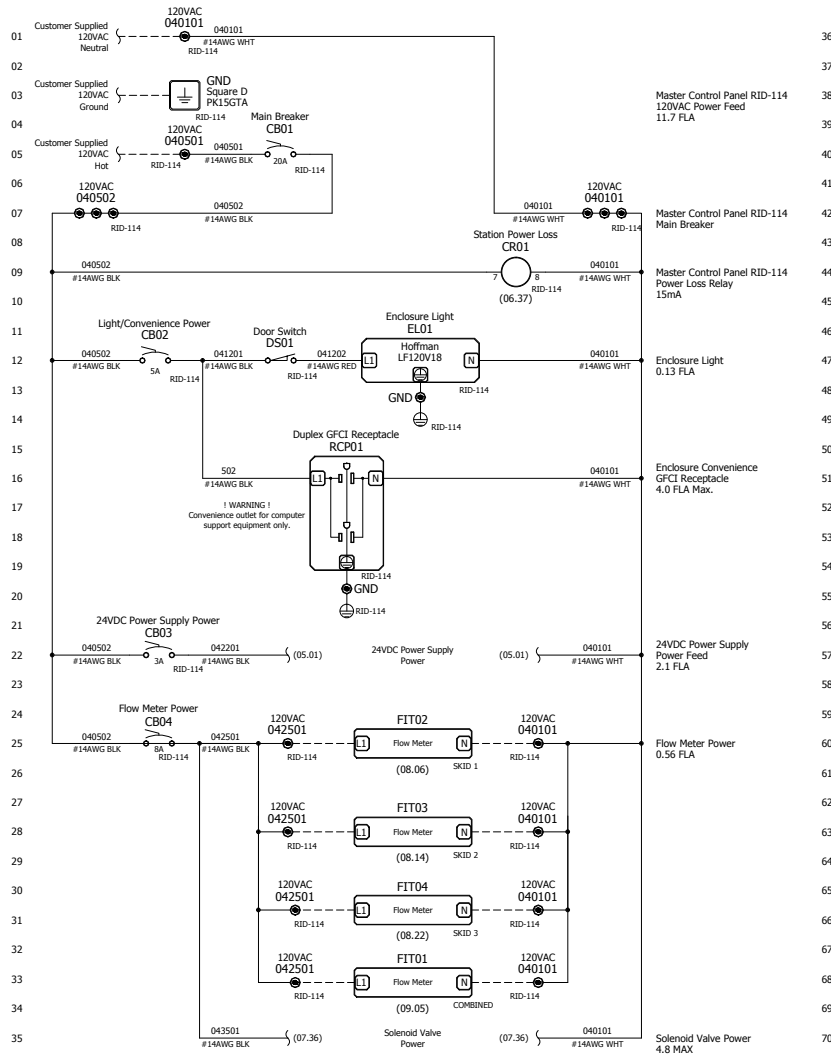 01
Customer Supplied
120VAC
Neutral
120VAC
040101
RID-114
040101
#14AWG WHT
36
02
37
03
Customer Supplied
120VAC
Ground
GND
Square D
PK15GTA
RID-114
Master Control Panel RID-114
120VAC Power Feed
11.7 FLA
38
04
39
05
Customer Supplied
120VAC
Hot
120VAC
040501
RID-114
040501
#14AWG BLK
Main Breaker
CB01
20A
RID-114
40
06
41
07
120VAC
040502
RID-114
040502
#14AWG BLK
040101
#14AWG WHT
120VAC
040101
RID-114
Master Control Panel RID-114
Main Breaker
42
08
43
09
040502
#14AWG BLK
Station Power Loss
CR01
7
8
RID-114
(06.37)
040101
#14AWG WHT
Master Control Panel RID-114
Power Loss Relay
15mA
44
10
45
11
46
12
040502
#14AWG BLK
Light/Convenience Power
CB02
5A
RID-114
041201
#14AWG BLK
Door Switch
DS01
RID-114
041202
#14AWG RED
Enclosure Light
EL01
L1
Hoffman
LF120V18
N
RID-114
GND
RID-114
040101
#14AWG WHT
Enclosure Light
0.13 FLA
47
13
48
14
49
15
50
16
502
#14AWG BLK
Duplex GFCI Receptacle
RCP01
L1
N
RID-114
GND
RID-114
040101
#14AWG WHT
Enclosure Convenience
GFCI Receptacle
4.0 FLA Max.
51
17
! WARNING !
Convenience outlet for computer
support equipment only.
52
18
53
19
54
20
55
21
56
22
040502
#14AWG BLK
24VDC Power Supply Power
CB03
3A
RID-114
042201
#14AWG BLK
(05.01)
24VDC Power Supply
Power
(05.01)
040101
#14AWG WHT
24VDC Power Supply
Power Feed
2.1 FLA
57
23
58
24
59
25
040502
#14AWG BLK
Flow Meter Power
CB04
8A
RID-114
042501
#14AWG BLK
120VAC
042501
RID-114
FIT02
L1
Flow Meter
N
(08.06)
SKID 1
120VAC
040101
RID-114
Flow Meter Power
0.56 FLA
60
26
61
27
62
28
120VAC
042501
RID-114
FIT03
L1
Flow Meter
N
(08.14)
SKID 2
120VAC
040101
RID-114
63
29
64
30
65
31
120VAC
042501
RID-114
FIT04
L1
Flow Meter
N
(08.22)
SKID 3
120VAC
040101
RID-114
66
32
67
33
120VAC
042501
RID-114
FIT01
L1
Flow Meter
N
(09.05)
COMBINED
120VAC
040101
RID-114
68
34
69
35
043501
#14AWG BLK
(07.36)
Solenoid Valve
Power
(07.36)
040101
#14AWG WHT
Solenoid Valve Power
4.8 MAX
70